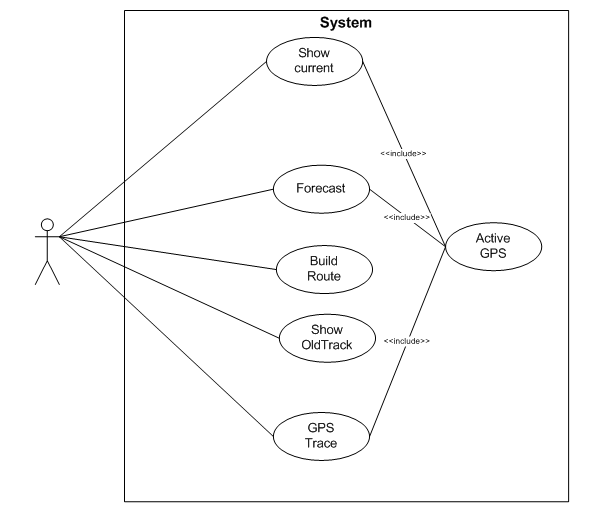 System
Show
current
<<include>>
Forecast
<<include>>
Active
GPS
Build
Route
Show
OldTrack
<<include>>
GPS
Trace